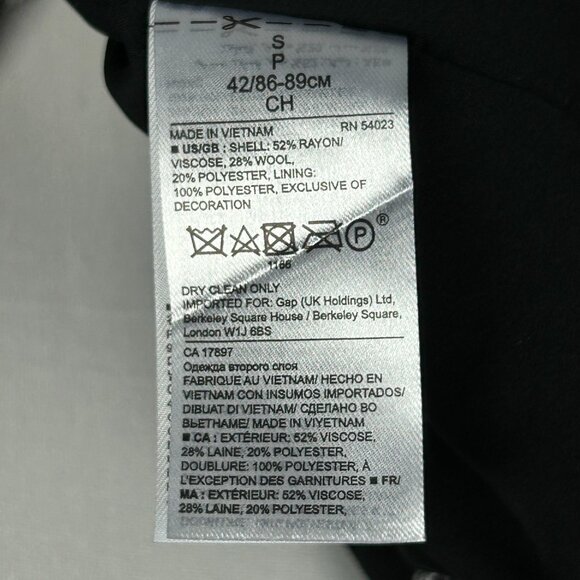 S
P
42/86-89CM
CH
MADE IN VIETNAM RN 54023
■ US/GB : SHELL: 52% RAYON/
VISCOSE, 28% WOOL,
20% POLYESTER, LINING:
100% POLYESTER, EXCLUSIVE OF
DECORATION
P ®
1166
DRY CLEAN ONLY
IMPORTED FOR: Gap (UK Holdings) Ltd,
Berkeley Square House / Berkeley Square,
London W1J 6BS
CA 17897
Одежда второго слоя
FABRIQUE AU VIETNAM/ HECHO EN
VIETNAM CON INSUMOS IMPORTADOS/
DIBUAT DI VIETNAM/ СДЕЛАНО ВО
ВЬЕТНАМЕ/ MADE IN VIYETNAM
■ CA : EXTÉRIEUR: 52% VISCOSE,
28% LAINE, 20% POLYESTER,
DOUBLURE: 100% POLYESTER, À
L'EXCEPTION DES GARNITURES ■ FR/
MA : EXTÉRIEUR: 52% VISCOSE,
28% LAINE, 20% POLYESTER,